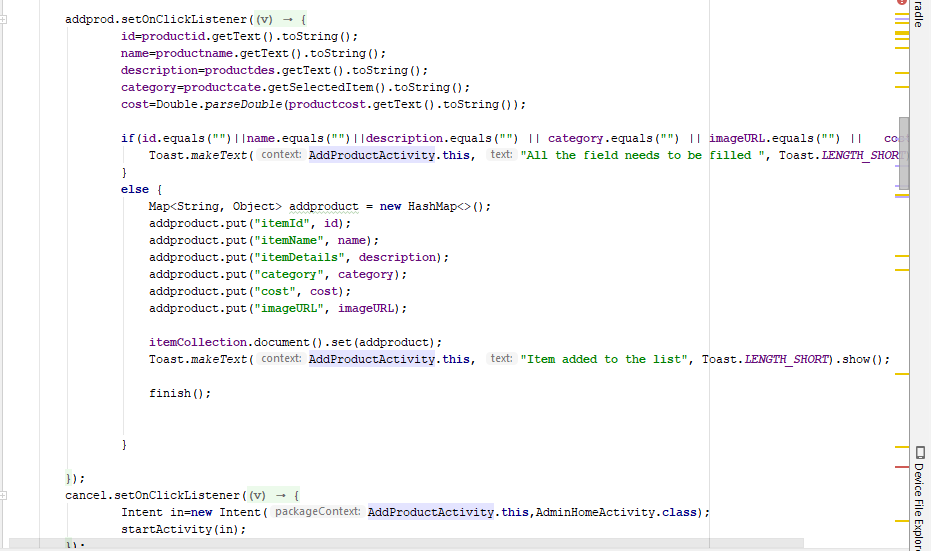 radle
addprod.setOnClickListener((v) → {
id=productid.getText().toString();
name=productname.getText().toString();
description=productdes.getText().toString();
category=productcate.getSelectedItem().toString();
cost=Double.parseDouble(productcost.getText().toString());
if(id.equals("")||name.equals("")||description.equals("") || category.equals("") || imageURL.equals("") ||
Toast.makeText( context: AddProductActivity.this, text: "All the field needs to be filled ", Toast.LENGTH_SHORT)
}
else {
Map<String, Object> addproduct = new HashMap<>();
addproduct.put("itemId", id);
addproduct.put("itemName", name);
addproduct.put("itemDetails", description);
addproduct.put("category", category);
addproduct.put("cost", cost);
addproduct.put("imageURL", imageURL);
itemCollection.document().set(addproduct);
Toast.makeText( context: AddProductActivity.this, text: "Item added to the list", Toast.LENGTH_SHORT).show();
finish();
}
});
cancel.setOnClickListener((v) → {
Intent in=new Intent( packageContext: AddProductActivity.this,AdminHomeActivity.class);
startActivity(in);
});
Device File Explor